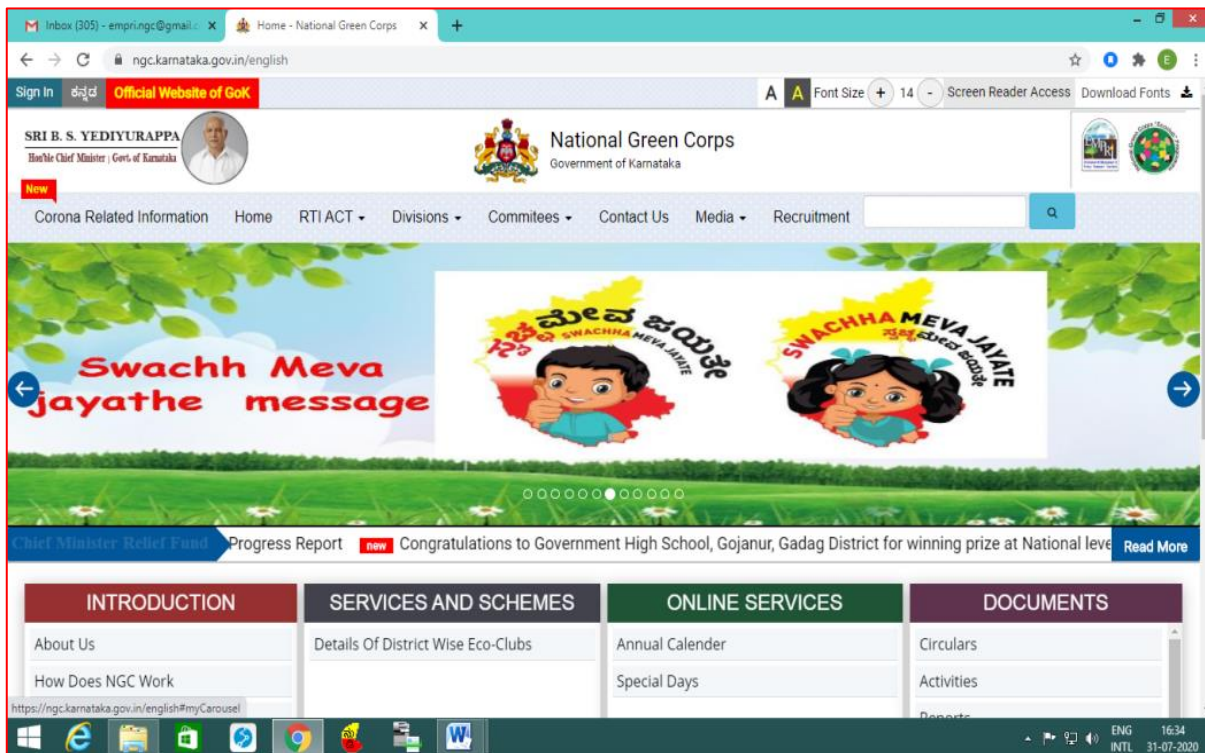 Inbox (305) - empri.ngc@gmail.c
Home - National Green Corps
ngc.karnataka.gov.in/english
E
Sign In ಕನ್ನಡ Official Website of GoK
A A Font Size + 14 - Screen Reader Access Download Fonts
SRI B. S. YEDIYURAPPA
Hon'ble Chief Minister | Govt. of Karnataka
National Green Corps
Government of Karnataka
EMPRI
New
Corona Related Information Home RTI ACT Divisions Commitees Contact Us Media Recruitment
Swachh Meva
jayathe message
ಸ್ವಚ್ಛ ಮೇವ ಜಯತೇ
SWACHHA MEVA JAYATE
SWACHHA MEVA JAYATE
ಸ್ವಚ್ಛ ಮೇವ ಜಯತೇ
Chief Minister Relief Fund Progress Report new Congratulations to Government High School, Gojanur, Gadag District for winning prize at National leve Read More
INTRODUCTION SERVICES AND SCHEMES ONLINE SERVICES DOCUMENTS
About Us Details Of District Wise Eco-Clubs Annual Calender Circulars
How Does NGC Work Special Days Activities
Reports
https://ngc.karnataka.gov.in/english#myCarousel
ENG 16:34
INTL 31-07-2020